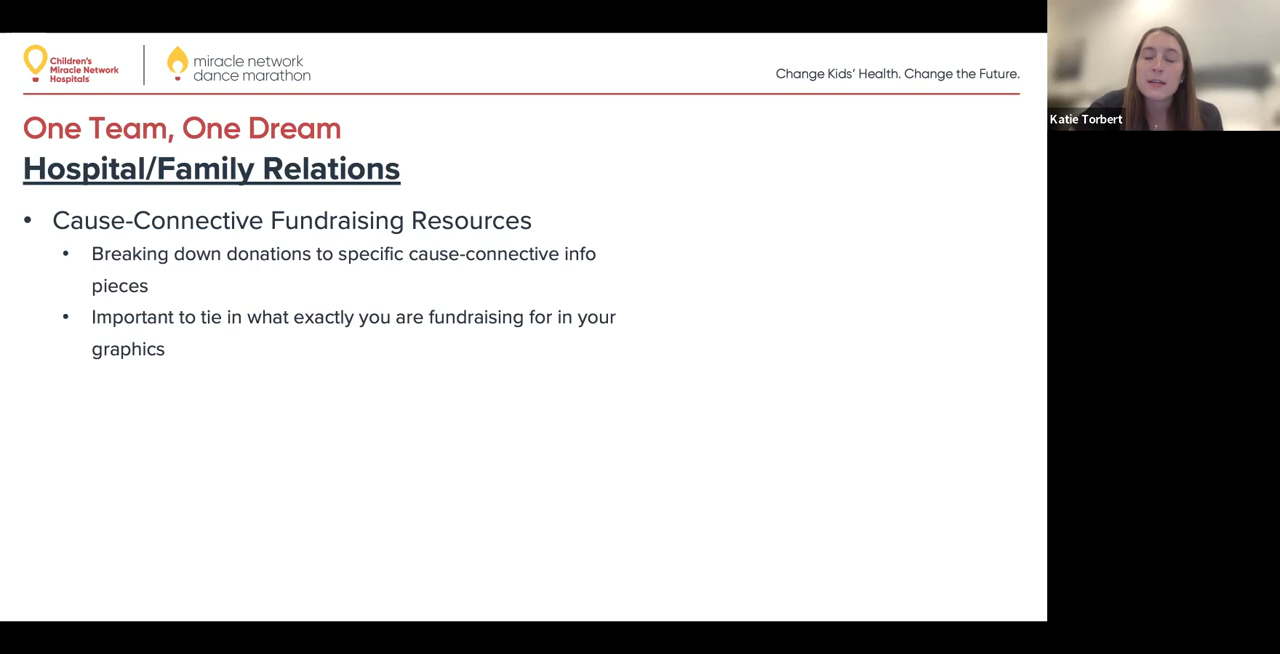 Children's
Miracle Network
Hospitals
miracle network
dance marathon
Change Kids' Health. Change the Future.
Katie Torbert
One Team, One Dream
Hospital/Family Relations
• Cause-Connective Fundraising Resources
• Breaking down donations to specific cause-connective info
pieces
• Important to tie in what exactly you are fundraising for in your
graphics